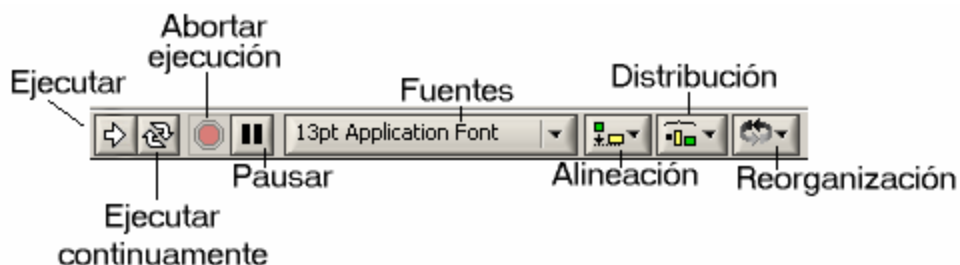 Abortar
ejecución
Ejecutar
Fuentes
Distribución
13pt Application Font
Pausar
Alineación
Reorganización
Ejecutar
continuamente